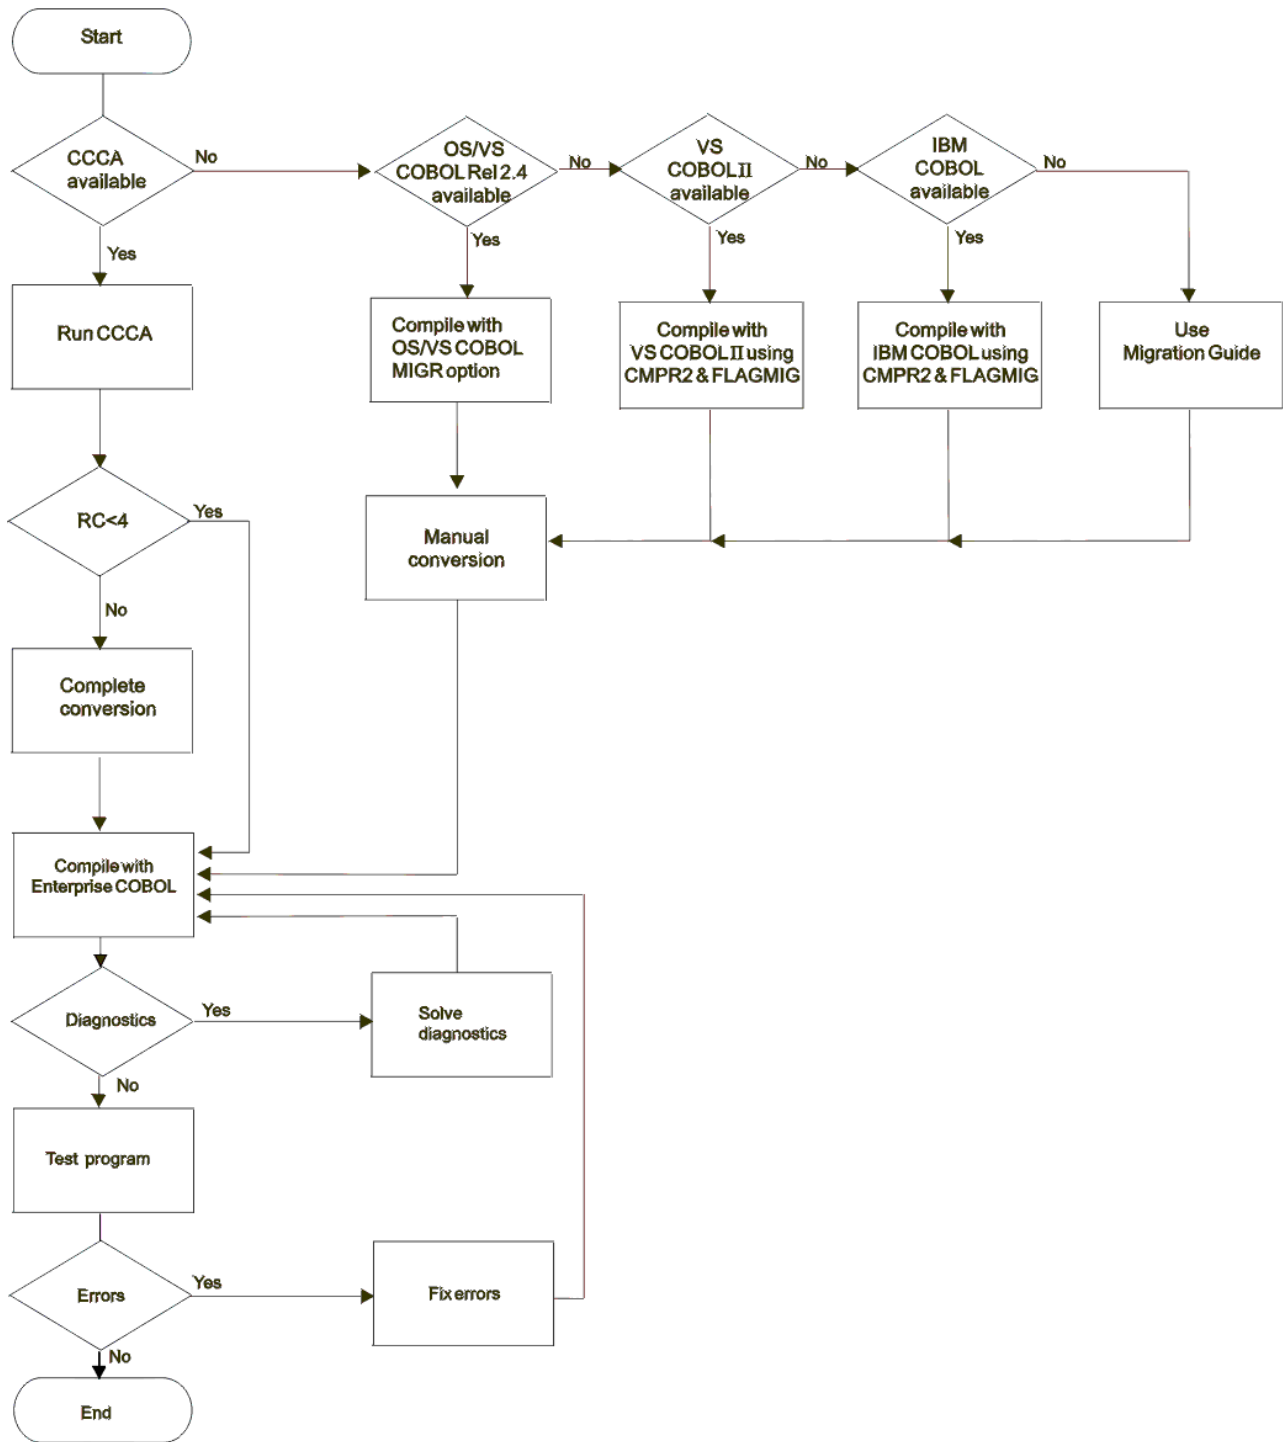 Start
CCCA
available
No
OS/VS
COBOL Rel 2.4
available
No
VS
COBOL II
available
No
IBM
COBOL
available
No
Yes
Yes
Yes
Yes
Run CCCA
Compile with
OS/VS COBOL
MIGR option
Compile with
VS COBOL II using
CMPR2 & FLAGMIG
Compile with
IBM COBOL using
CMPR2 & FLAGMIG
Use
Migration Guide
RC<4
Yes
Manual
conversion
No
Complete
conversion
Compile with
Enterprise COBOL
Diagnostics
Yes
Solve
diagnostics
No
Test program
Errors
Yes
Fix errors
No
End